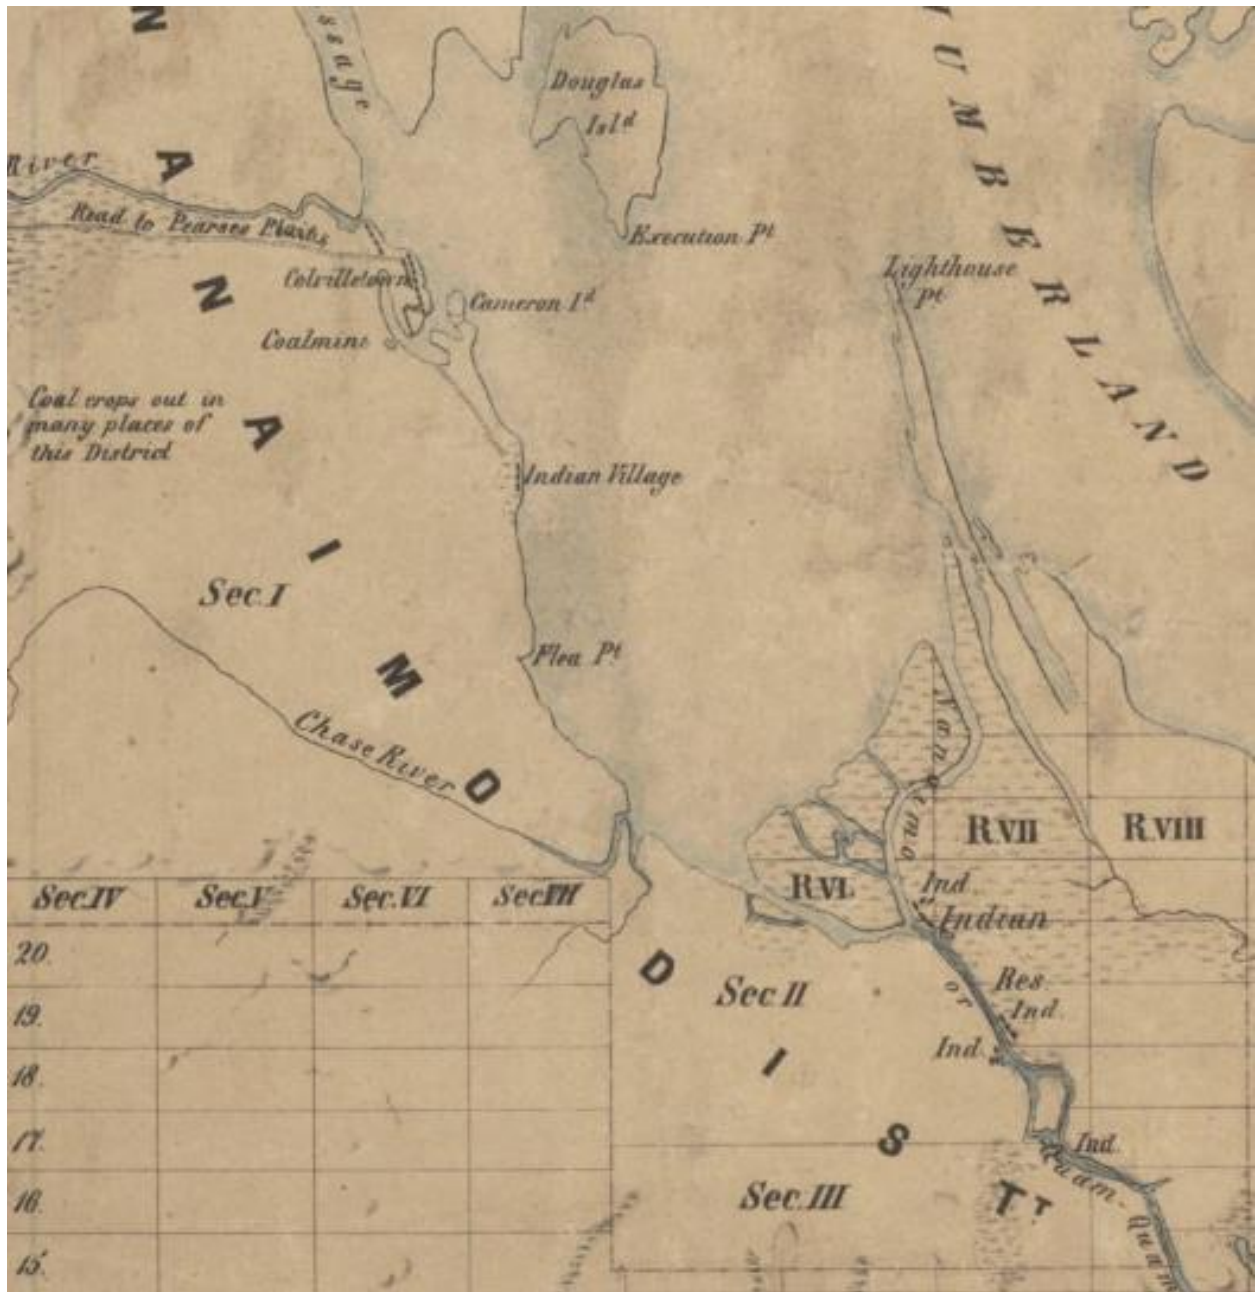 NANAIMO DISTT
ssage
Douglas
Isl^d
UMBERLAND
River
Road to Pearses Plains
Execution P^t
Colvilletown
Lighthouse
P^t
Cameron I^d
Coalmine
Coal crops out in
many places of
this District
Indian Village
Sec. I
Flea P^t
Chase River
Nanaimo
R.VII
R.VIII
R.VI.
Sec.IV
Sec.V
Sec.VI
Sec.VII
Ind.
Indian
20.
Sec II
or
Res.
19.
Ind.
Ind.
18.
17.
Ind.
Quam-
Quam
16.
Sec. III
15.